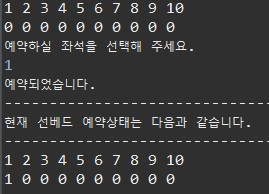 1 2 3 4 5 6 7 8 9 10
0 0 0 0 0 0 0 0 0 0
예약하실 좌석을 선택해 주세요.
1
예약되었습니다.
-----------------------------------
현재 선베드 예약상태는 다음과 같습니다.
-----------------------------------
1 2 3 4 5 6 7 8 9 10
1 0 0 0 0 0 0 0 0 0